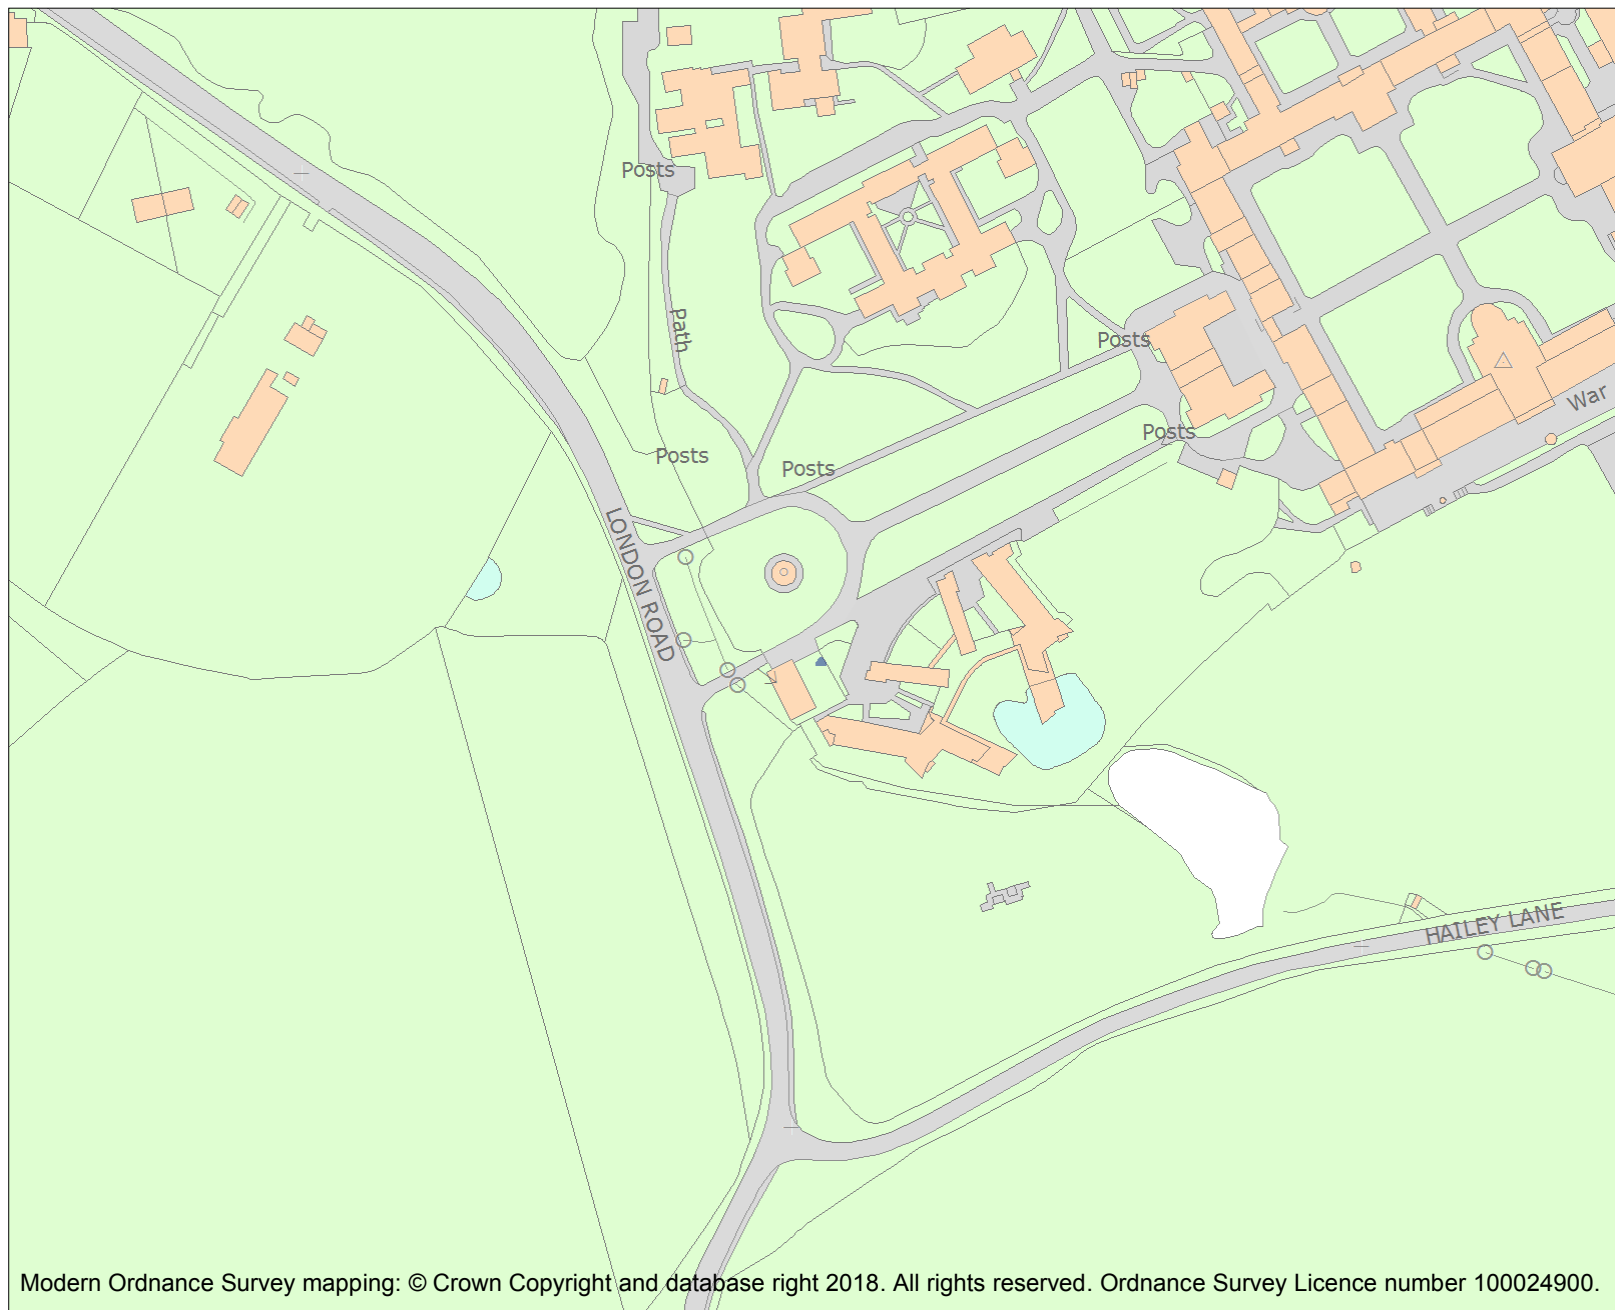 Posts
Path
Posts
War
Posts
Posts
Posts
LONDON ROAD
HAILEY LANE
Modern Ordnance Survey mapping: © Crown Copyright and database right 2018. All rights reserved. Ordnance Survey Licence number 100024900.